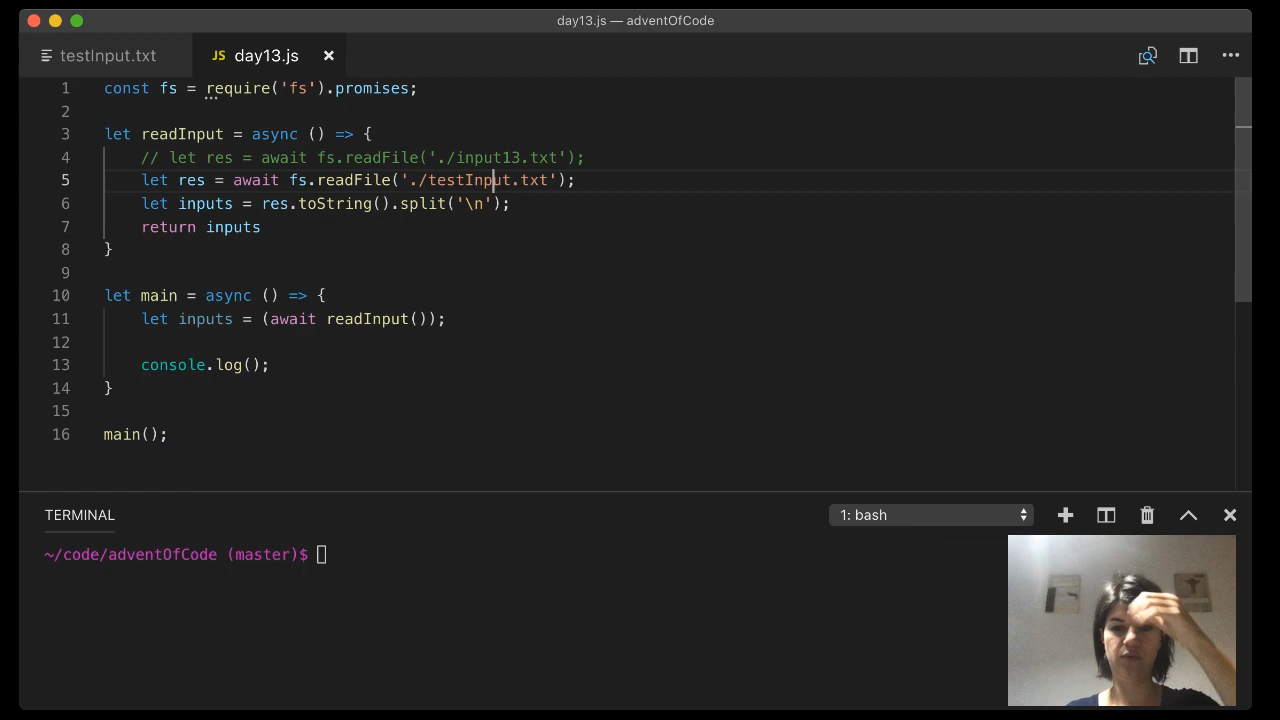 day13.js — adventOfCode
testInput.txt
JS day13.js
1 const fs = require('fs').promises;
2
3 let readInput = async () => {
4 // let res = await fs.readFile('./input13.txt');
5 let res = await fs.readFile('./testInput.txt');
6 let inputs = res.toString().split('\n');
7 return inputs
8 }
9
10 let main = async () => {
11 let inputs = (await readInput());
12
13 console.log();
14 }
15
16 main();
TERMINAL
1: bash
~/code/adventOfCode (master)$